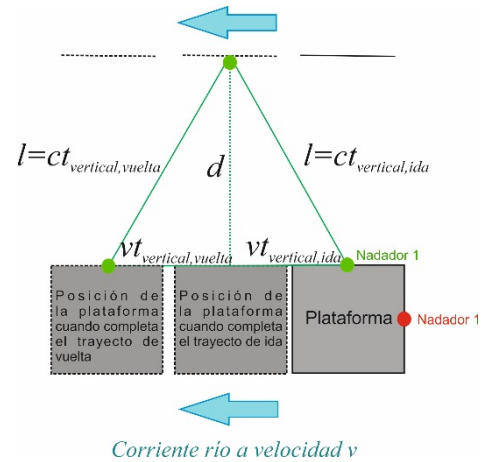 l=ct_vertical,vuelta
d
l=ct_vertical,ida
vt_vertical,vuelta
vt_vertical,ida
Nadador 1
Posición de
la plataforma
cuando completa
el trayecto de
vuelta
Posición de
la plataforma
cuando completa
el trayecto de ida
Plataforma
Nadador 1
Corriente río a velocidad v